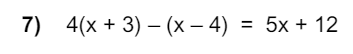 7) 4(x + 3) – (x – 4) = 5x + 12